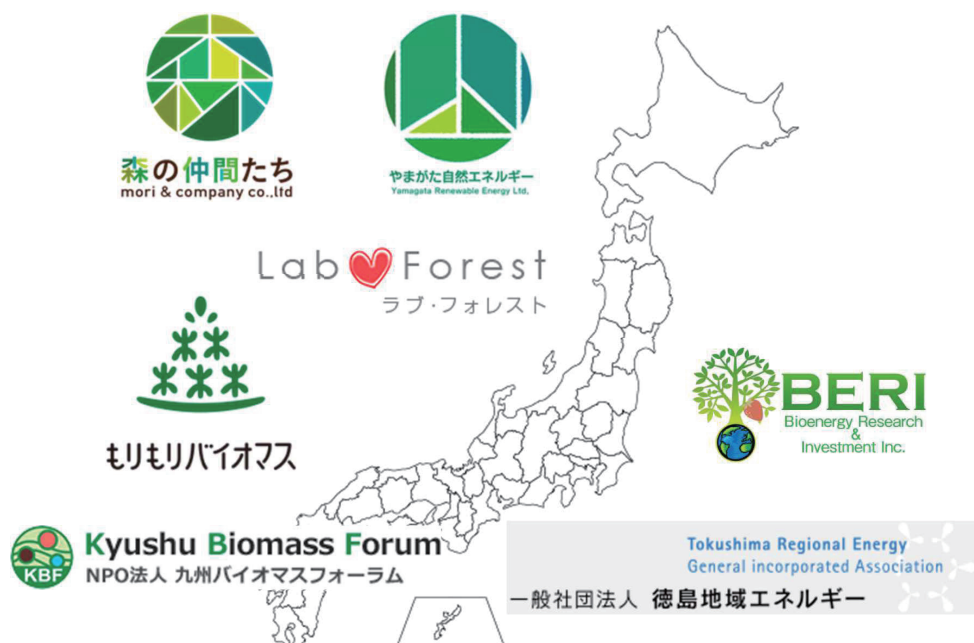 森の仲間たち
mori & company co.,ltd
やまがた自然エネルギー
Yamagata Renewable Energy Ltd.
Lab Forest
ラブ・フォレスト
もりもりバイオマス
BERI
Bioenergy Research
&
Investment Inc.
KBF
Kyushu Biomass Forum
NPO法人 九州バイオマスフォーラム
Tokushima Regional Energy
General incorporated Association
一般社団法人 徳島地域エネルギー